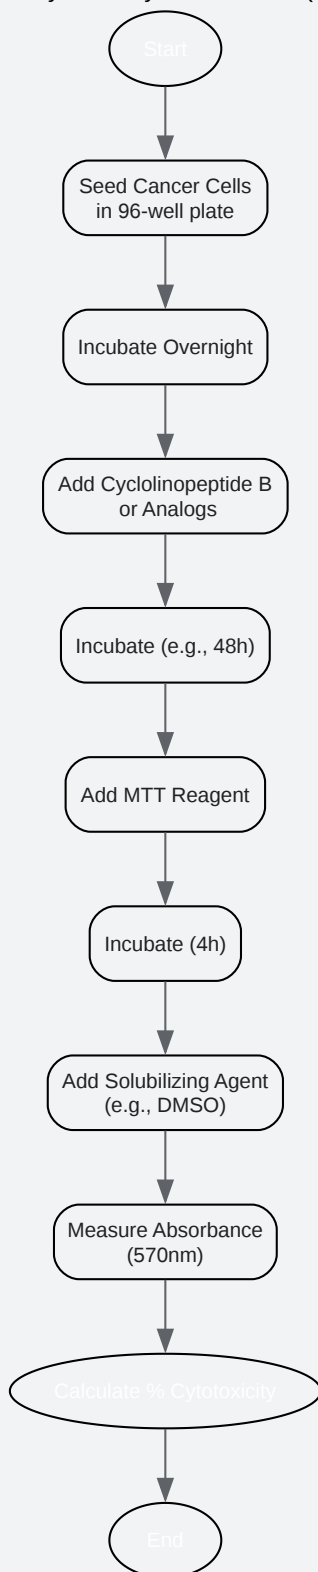 Start
Seed Cancer Cells
in 96-well plate
Incubate Overnight
Add Cyclolinopeptide B
or Analogs
Incubate (e.g., 48h)
Add MTT Reagent
Incubate (4h)
Add Solubilizing Agent
(e.g., DMSO)
Measure Absorbance
(570nm)
Calculate % Cytotoxicity
End